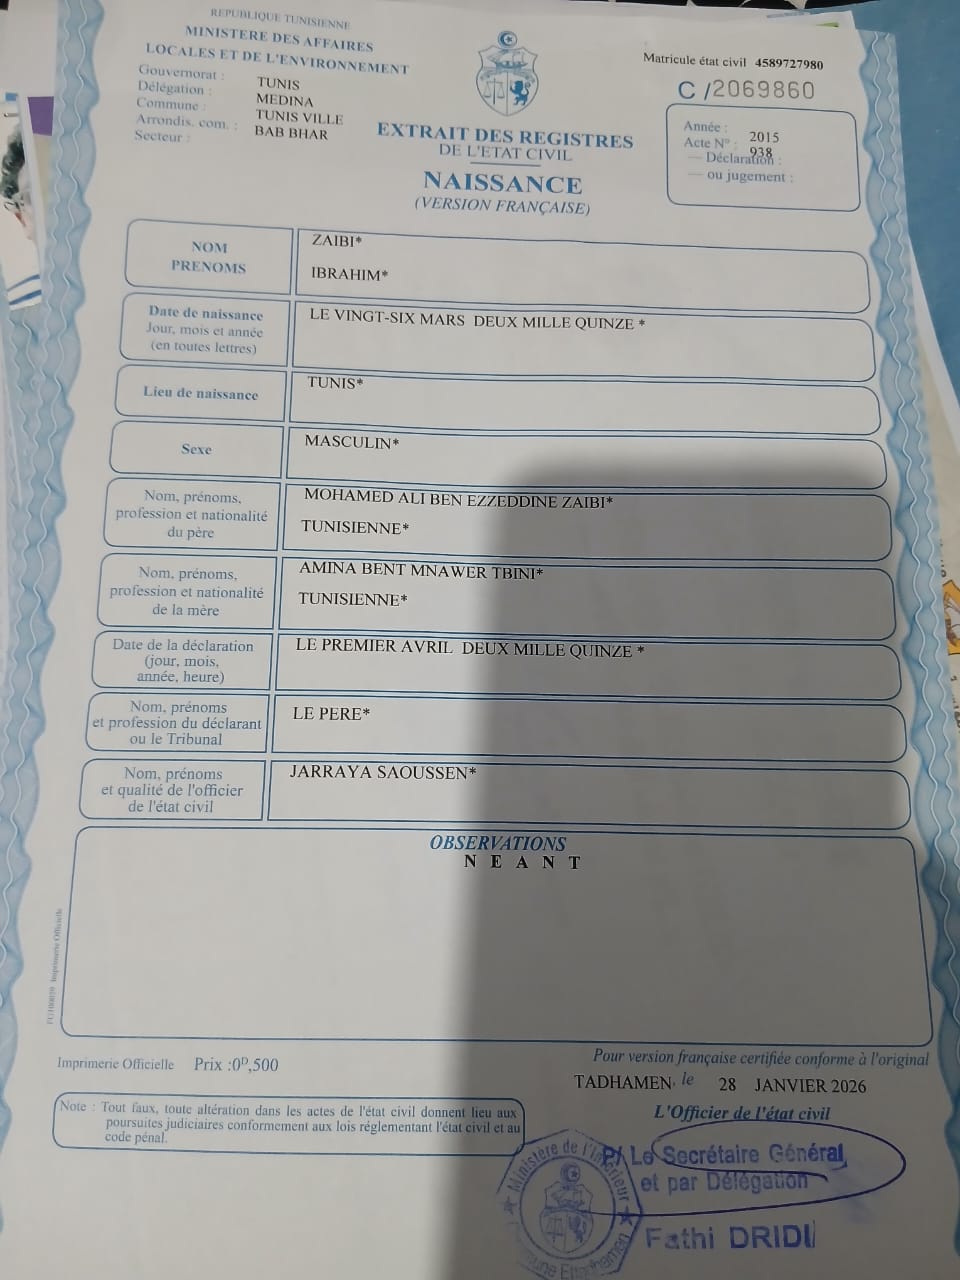 REPUBLIQUE TUNISIENNE
MINISTERE DES AFFAIRES
LOCALES ET DE L'ENVIRONNEMENT
Gouvernorat : TUNIS
Délégation : MEDINA
Commune : TUNIS VILLE
Arrondis. com. : BAB BHAR
Secteur :
Matricule état civil 4589727980
C /2069860
EXTRAIT DES REGISTRES
DE L'ETAT CIVIL
NAISSANCE
(VERSION FRANÇAISE)
Année : 2015
Acte N° : 938
— Déclaration :
— ou jugement :
NOM
PRENOMS
ZAIBI*
IBRAHIM*
Date de naissance
Jour, mois et année
(en toutes lettres)
LE VINGT-SIX MARS DEUX MILLE QUINZE *
Lieu de naissance
TUNIS*
Sexe
MASCULIN*
Nom, prénoms,
profession et nationalité
du père
MOHAMED ALI BEN EZZEDDINE ZAIBI*
TUNISIENNE*
Nom, prénoms,
profession et nationalité
de la mère
AMINA BENT MNAWER TBINI*
TUNISIENNE*
Date de la déclaration
(jour, mois,
année, heure)
LE PREMIER AVRIL DEUX MILLE QUINZE *
Nom, prénoms
et profession du déclarant
ou le Tribunal
LE PERE*
Nom, prénoms
et qualité de l'officier
de l'état civil
JARRAYA SAOUSSEN*
OBSERVATIONS
N E A N T
Imprimerie Officielle Prix :0ᴰ,500
Pour version française certifiée conforme à l'original
TADHAMEN, le 28 JANVIER 2026
L'Officier de l'état civil
Note : Tout faux, toute altération dans les actes de l'état civil donnent lieu aux
poursuites judiciaires conformement aux lois réglementant l'état civil et au
code pénal.
P/ Le Secrétaire Général
et par Délégation
Fathi DRIDI
Ministère de l'Intérieur